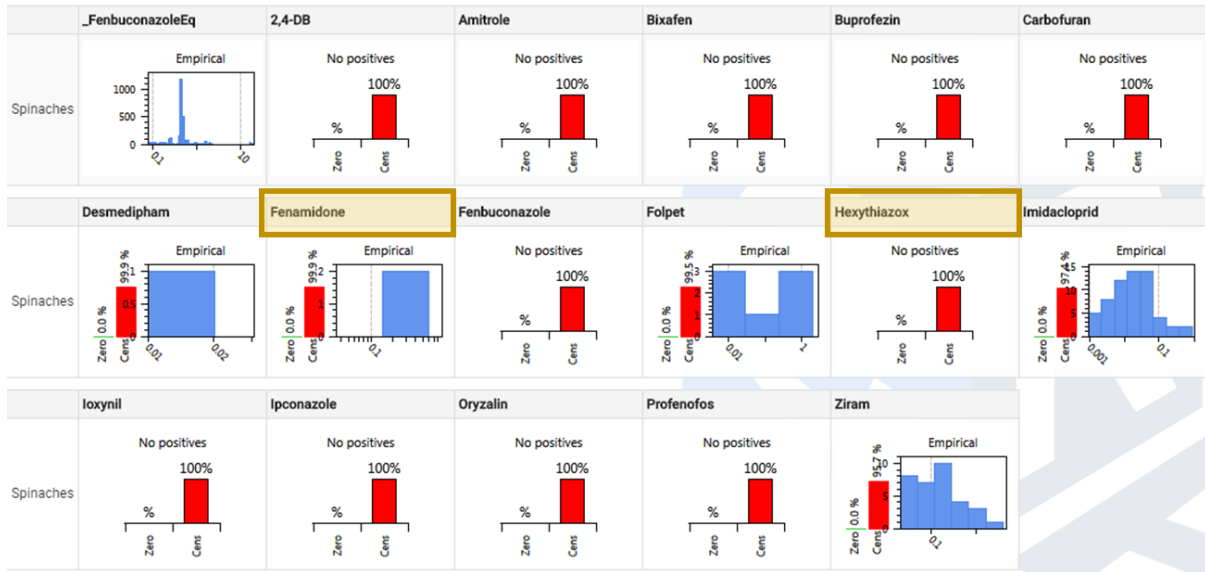 _FenbuconazoleEq 2,4-DB Amitrole Bixafen Buprofezin Carbofuran
Spinaches
Empirical
1000
500
0
0.1 10
No positives
100%
%
Zero Cens
No positives
100%
%
Zero Cens
No positives
100%
%
Zero Cens
No positives
100%
%
Zero Cens
No positives
100%
%
Zero Cens
Desmedipham Fenamidone Fenbuconazole Folpet Hexythiazox Imidacloprid
Spinaches
Empirical
Zero 0.0 %
Cens 99.9 %
1
0.5
0
0.01 0.02
Empirical
Zero 0.0 %
Cens 99.9 %
2
1
0
0.1
No positives
100%
%
Zero Cens
Empirical
Zero 0.0 %
Cens 99.5 %
3
2
1
0
0.01 1
No positives
100%
%
Zero Cens
Empirical
Zero 0.0 %
Cens 97.4 %
15
10
5
0
0.001 0.1
Ioxynil Ipconazole Oryzalin Profenofos Ziram
Spinaches
No positives
100%
%
Zero Cens
No positives
100%
%
Zero Cens
No positives
100%
%
Zero Cens
No positives
100%
%
Zero Cens
Empirical
Zero 0.0 %
Cens 95.7 %
10
5
0
0.1